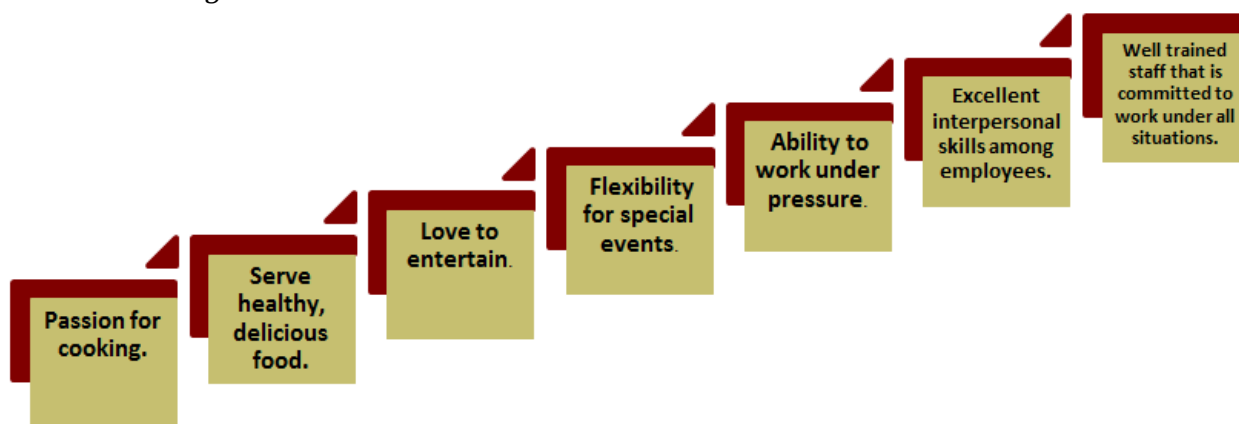 Passion for
cooking.
Serve
healthy,
delicious
food.
Love to
entertain.
Flexibility
for special
events.
Ability to
work under
pressure.
Excellent
interpersonal
skills among
employees.
Well trained
staff that is
committed to
work under all
situations.